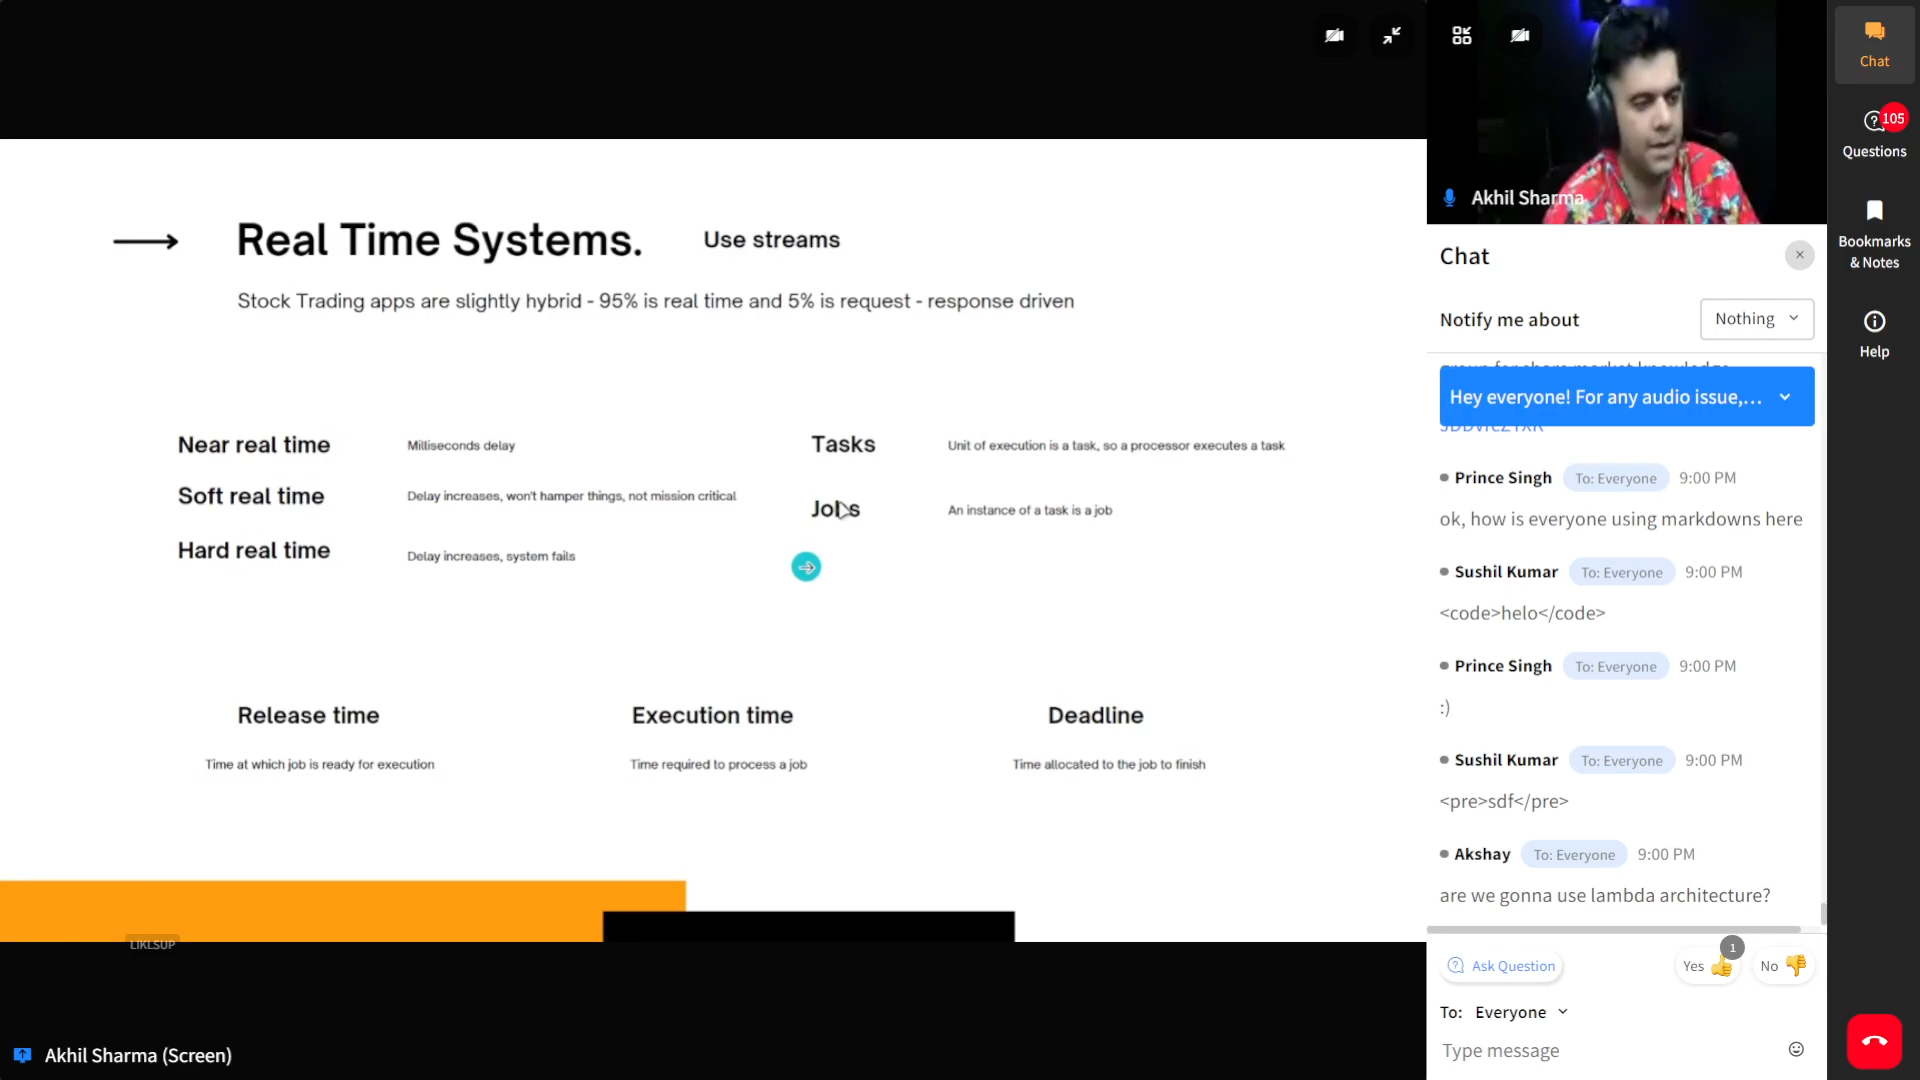 Real Time Systems.
Use streams
Stock Trading apps are slightly hybrid - 95% is real time and 5% is request - response driven
Near real time
Milliseconds delay
Soft real time
Delay increases, won't hamper things, not mission critical
Hard real time
Delay increases, system fails
Tasks
Unit of execution is a task, so a processor executes a task
Jobs
An instance of a task is a job
Release time
Time at which job is ready for execution
Execution time
Time required to process a job
Deadline
Time allocated to the job to finish
LIKLSUP
Akhil Sharma (Screen)
Akhil Sharma
Chat
Notify me about
Nothing
Hey everyone! For any audio issue,...
Prince Singh To: Everyone 9:00 PM
ok, how is everyone using markdowns here
Sushil Kumar To: Everyone 9:00 PM
<code>helo</code>
Prince Singh To: Everyone 9:00 PM
:)
Sushil Kumar To: Everyone 9:00 PM
<pre>sdf</pre>
Akshay To: Everyone 9:00 PM
are we gonna use lambda architecture?
Ask Question
1
Yes
No
To: Everyone
Type message
Chat
105
Questions
Bookmarks
& Notes
Help